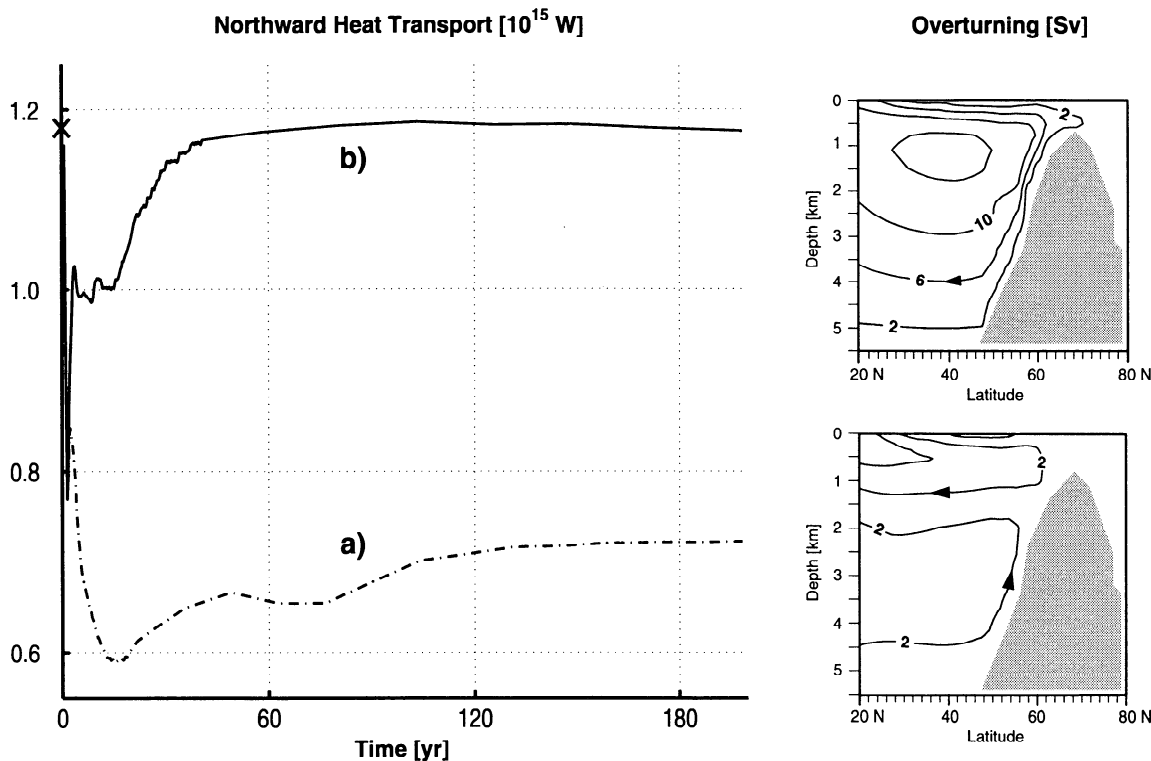 Northward Heat Transport [10^15 W]
1.2
1.0
0.8
0.6
b)
a)
0
60
120
180
Time [yr]
Overturning [Sv]
0
1
2
3
4
5
Depth [km]
2
10
6
2
20 N
40
60
80 N
Latitude
0
1
2
3
4
5
Depth [km]
2
2
2
20 N
40
60
80 N
Latitude